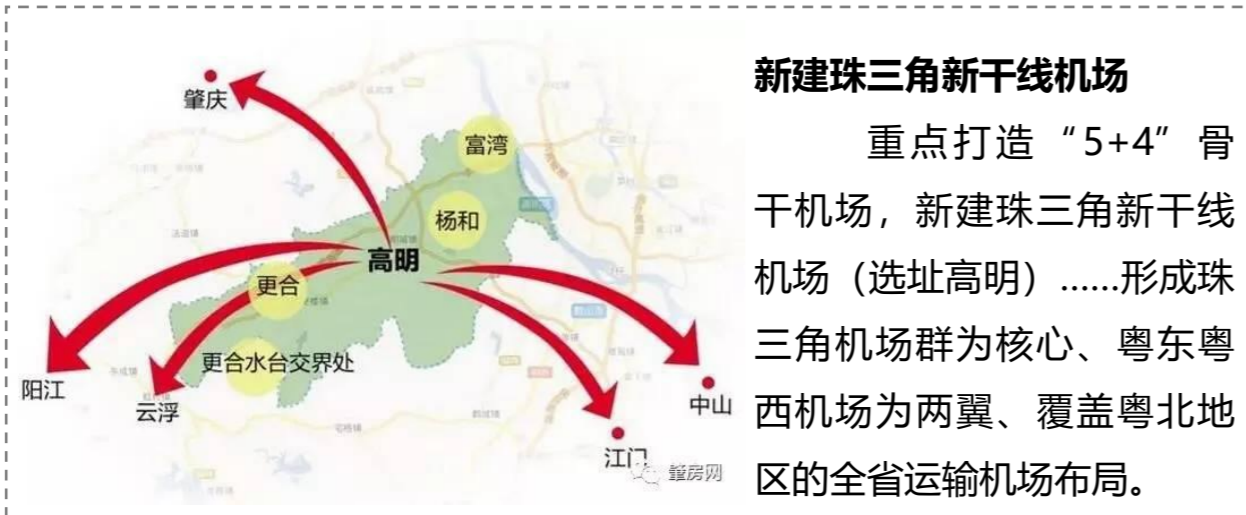 新建珠三角新干线机场
重点打造“5+4”骨
干机场，新建珠三角新干线
机场（选址高明）……形成珠
三角机场群为核心、粤东粤
西机场为两翼、覆盖粤北地
区的全省运输机场布局。
肇庆
富湾
杨和
高明
更合
更合水台交界处
阳江
云浮
中山
江门
肇房网